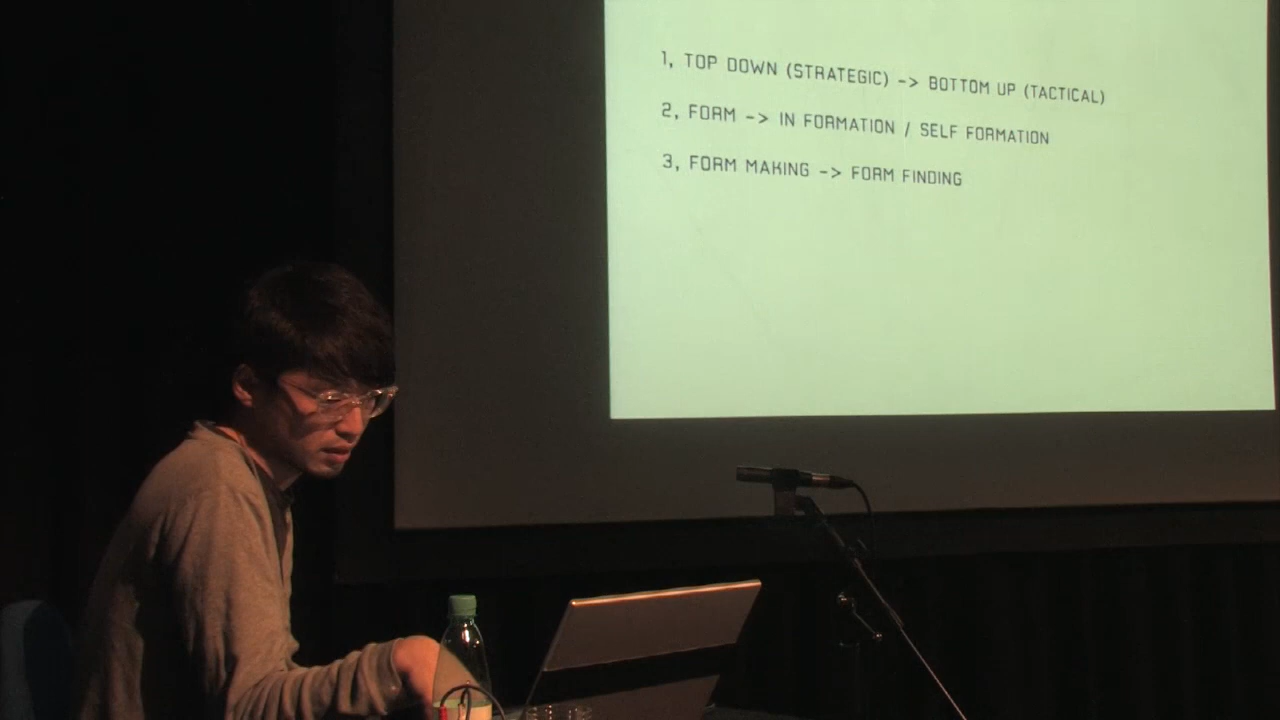 1, TOP DOWN (STRATEGIC) -> BOTTOM UP (TACTICAL)
2, FORM -> IN FORMATION / SELF FORMATION
3, FORM MAKING -> FORM FINDING